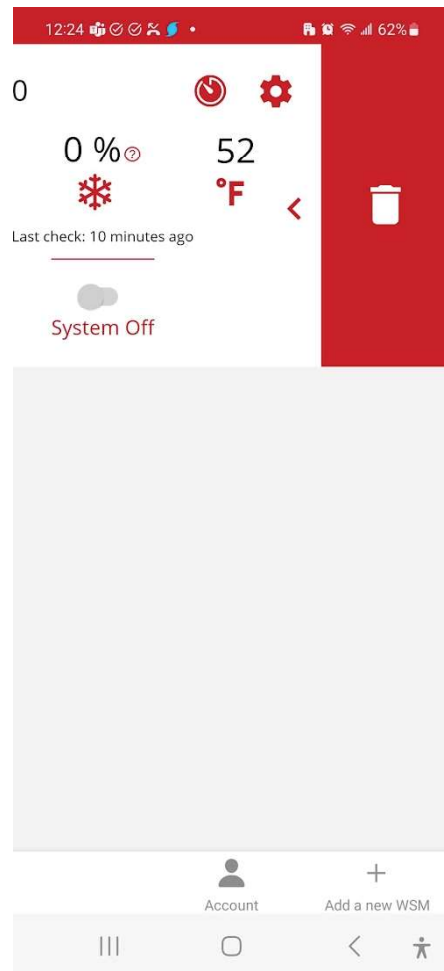 12:24 62%
0
0 % 52
°F
Last check: 10 minutes ago
System Off
Account Add a new WSM